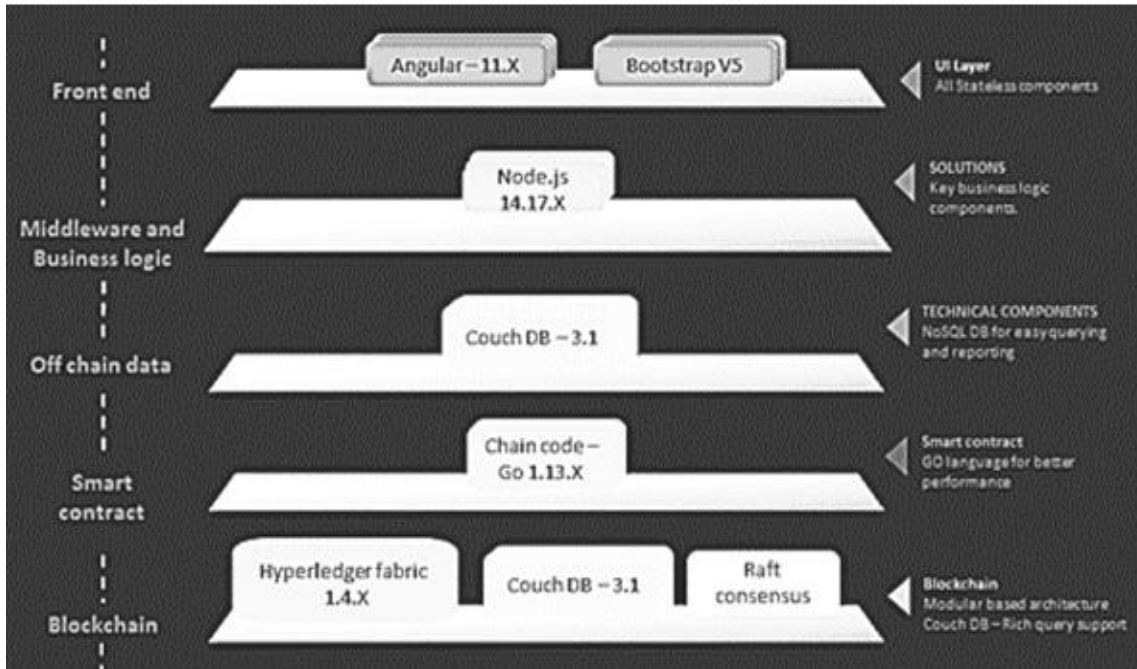 Front end
Angular – 11.X
Bootstrap V5
UI Layer
All Stateless components
Middleware and
Business logic
Node.js
14.17.X
SOLUTIONS
Key business logic
components.
Off chain data
Couch DB – 3.1
TECHNICAL COMPONENTS
NoSQL DB for easy querying
and reporting
Smart
contract
Chain code –
Go 1.13.X
Smart contract
GO language for better
performance
Blockchain
Hyperledger fabric
1.4.X
Couch DB – 3.1
Raft
consensus
Blockchain
Modular based architecture
Couch DB – Rich query support